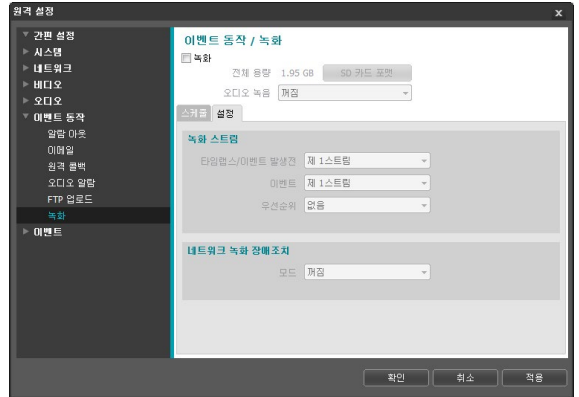 원격 설정
x
간편 설정
시스템
네트워크
비디오
오디오
이벤트 동작
알람 아웃
이메일
원격 콜백
오디오 알람
FTP 업로드
녹화
이벤트
이벤트 동작 / 녹화
녹화
전체 용량 1.95 GB SD 카드 포맷
오디오 녹음 꺼짐
스케쥴 설정
녹화 스트림
타임랩스/이벤트 발생전 제 1스트림
이벤트 제 1스트림
우선순위 없음
네트워크 녹화 장애조치
모드 꺼짐
확인 취소 적용